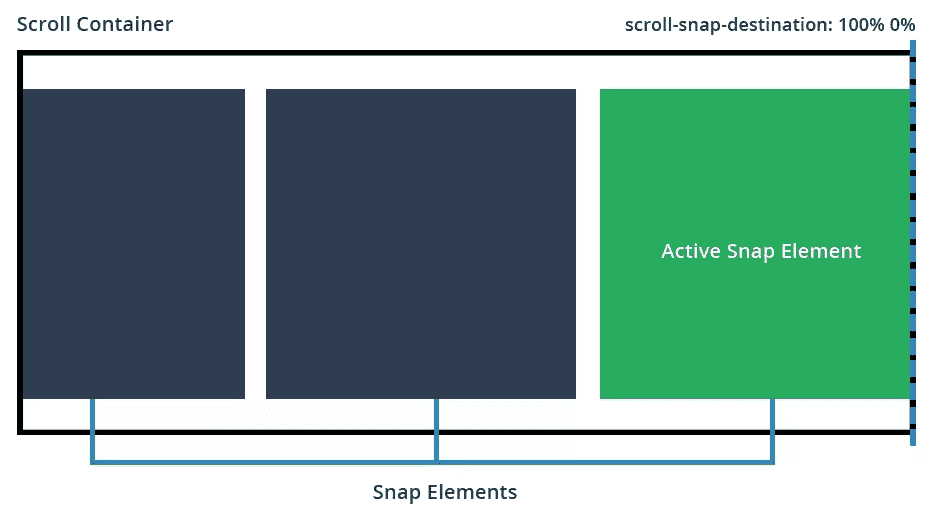 Scroll Container
scroll-snap-destination: 100% 0%
Active Snap Element
Snap Elements